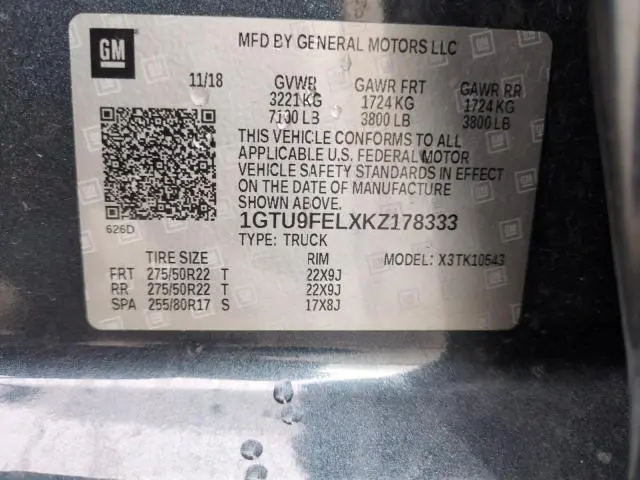 GM
MFD BY GENERAL MOTORS LLC
11/18 GVWR GAWR FRT GAWR RR
3221 KG 1724 KG 1724 KG
7100 LB 3800 LB 3800 LB
THIS VEHICLE CONFORMS TO ALL
APPLICABLE U.S. FEDERAL MOTOR
VEHICLE SAFETY STANDARDS IN EFFECT
ON THE DATE OF MANUFACTURE
SHOWN ABOVE.
626D
1GTU9FELXKZ178333
TYPE: TRUCK
TIRE SIZE RIM MODEL: X3TK10543
FRT 275/50R22 T 22X9J
RR 275/50R22 T 22X9J
SPA 255/80R17 S 17X8J